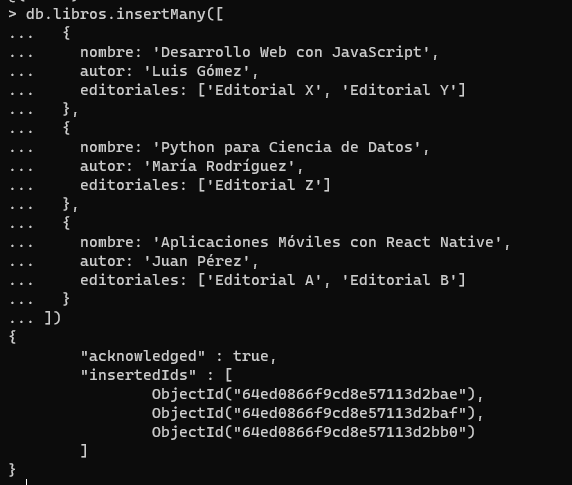 > db.libros.insertMany([
...   {
...     nombre: 'Desarrollo Web con JavaScript',
...     autor: 'Luis Gómez',
...     editoriales: ['Editorial X', 'Editorial Y']
...   },
...   {
...     nombre: 'Python para Ciencia de Datos',
...     autor: 'María Rodríguez',
...     editoriales: ['Editorial Z']
...   },
...   {
...     nombre: 'Aplicaciones Móviles con React Native',
...     autor: 'Juan Pérez',
...     editoriales: ['Editorial A', 'Editorial B']
...   }
... ])
{
        "acknowledged" : true,
        "insertedIds" : [
                ObjectId("64ed0866f9cd8e57113d2bae"),
                ObjectId("64ed0866f9cd8e57113d2baf"),
                ObjectId("64ed0866f9cd8e57113d2bb0")
        ]
}